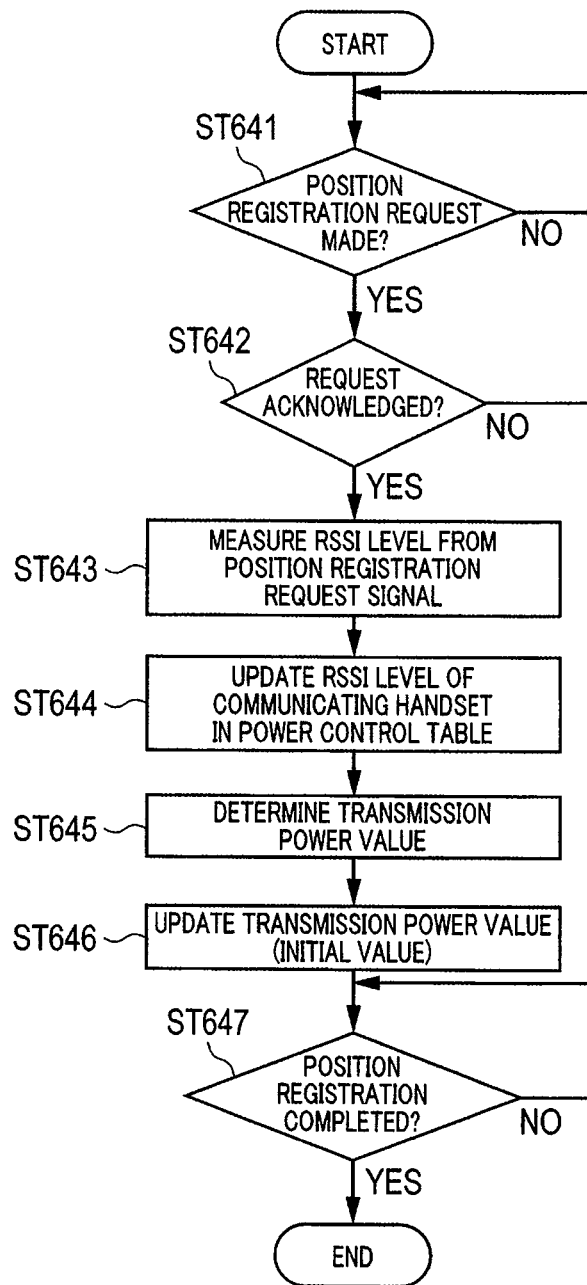 START
ST641
POSITION
REGISTRATION REQUEST
MADE?
NO
YES
ST642
REQUEST
ACKNOWLEDGED?
NO
YES
ST643
MEASURE RSSI LEVEL FROM
POSITION REGISTRATION
REQUEST SIGNAL
ST644
UPDATE RSSI LEVEL OF
COMMUNICATING HANDSET
IN POWER CONTROL TABLE
ST645
DETERMINE TRANSMISSION
POWER VALUE
ST646
UPDATE TRANSMISSION POWER VALUE
(INITIAL VALUE)
ST647
POSITION
REGISTRATION
COMPLETED?
NO
YES
END